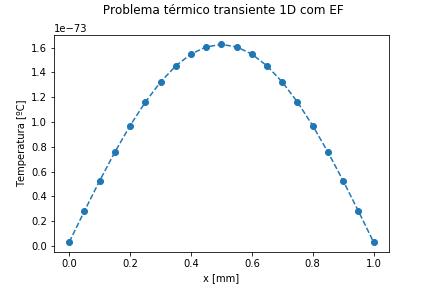 Problema térmico transiente 1D com EF
1e−73
1.6
1.4
1.2
1.0
0.8
0.6
0.4
0.2
0.0
Temperatura [ºC]
0.0 0.2 0.4 0.6 0.8 1.0
x [mm]